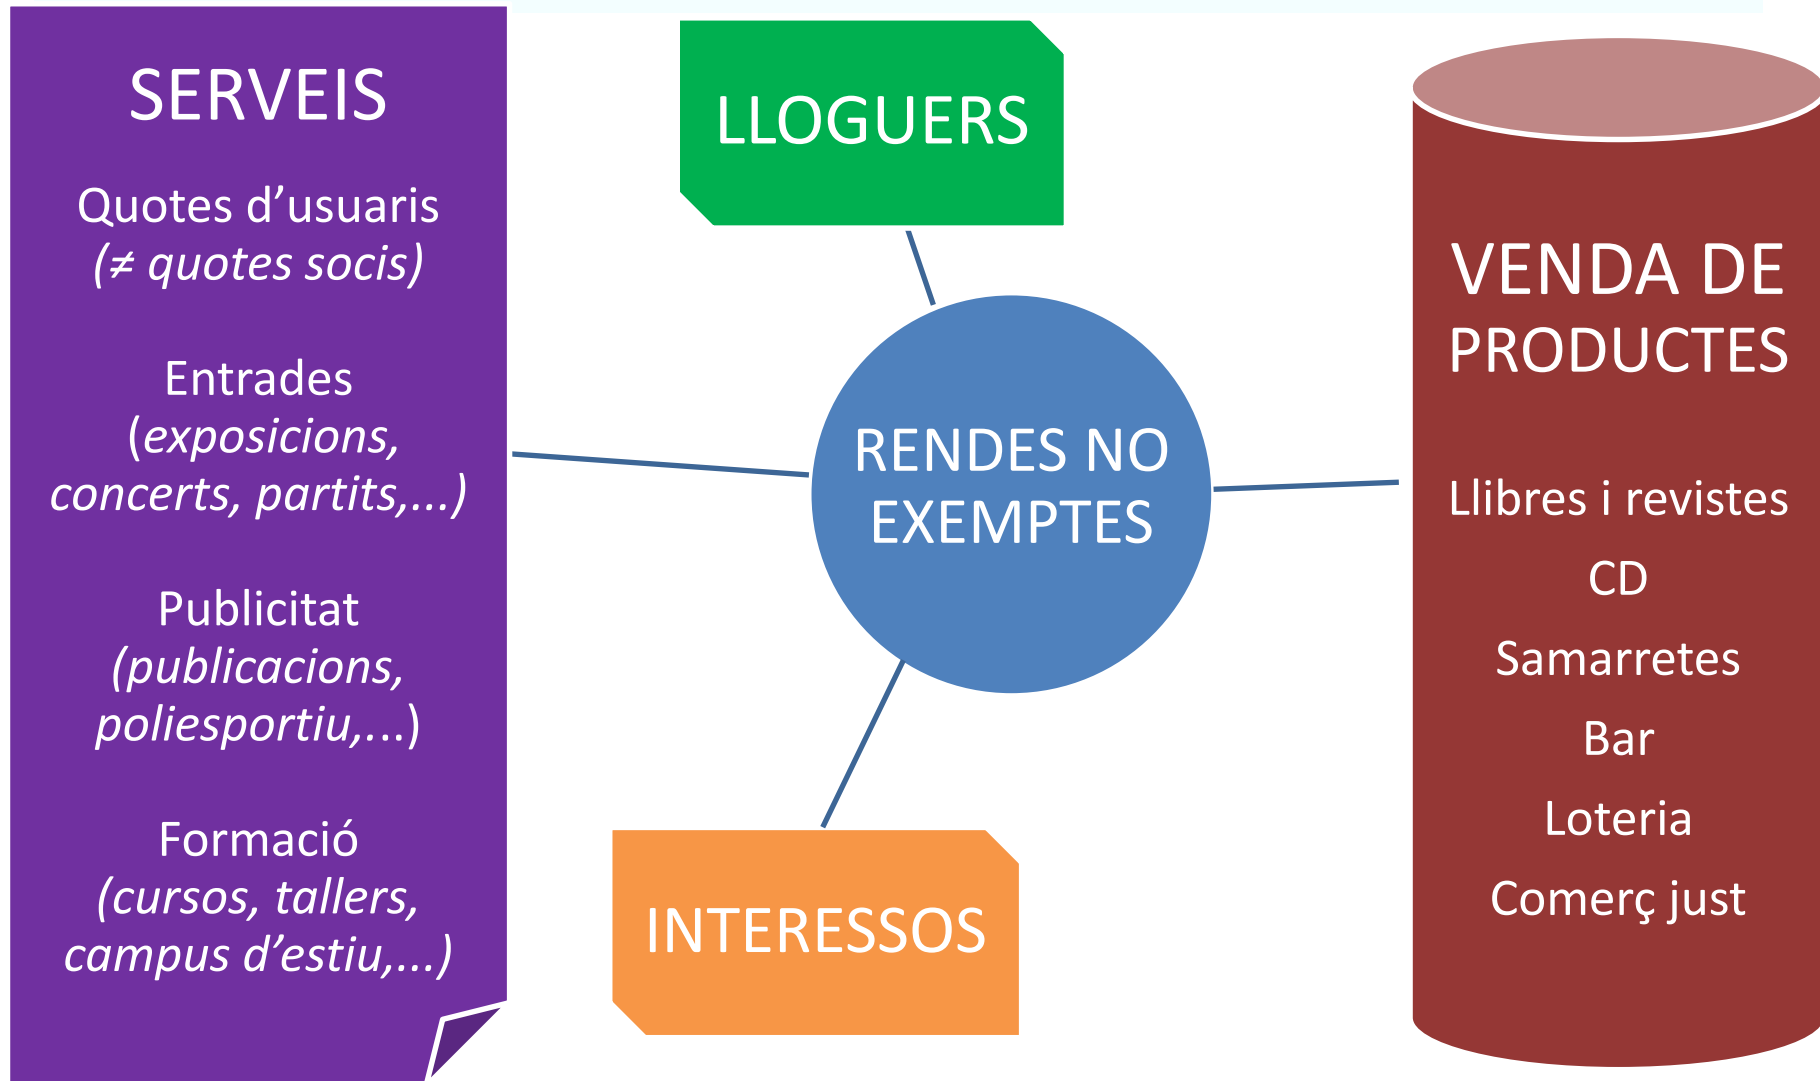 SERVEIS
Quotes d’usuaris
(≠ quotes socis)
Entrades
(exposicions,
concerts, partits,...)
Publicitat
(publicacions,
poliesportiu,...)
Formació
(cursos, tallers,
campus d’estiu,...)
LLOGUERS
RENDES NO
EXEMPTES
INTERESSOS
VENDA DE
PRODUCTES
Llibres i revistes
CD
Samarretes
Bar
Loteria
Comerç just